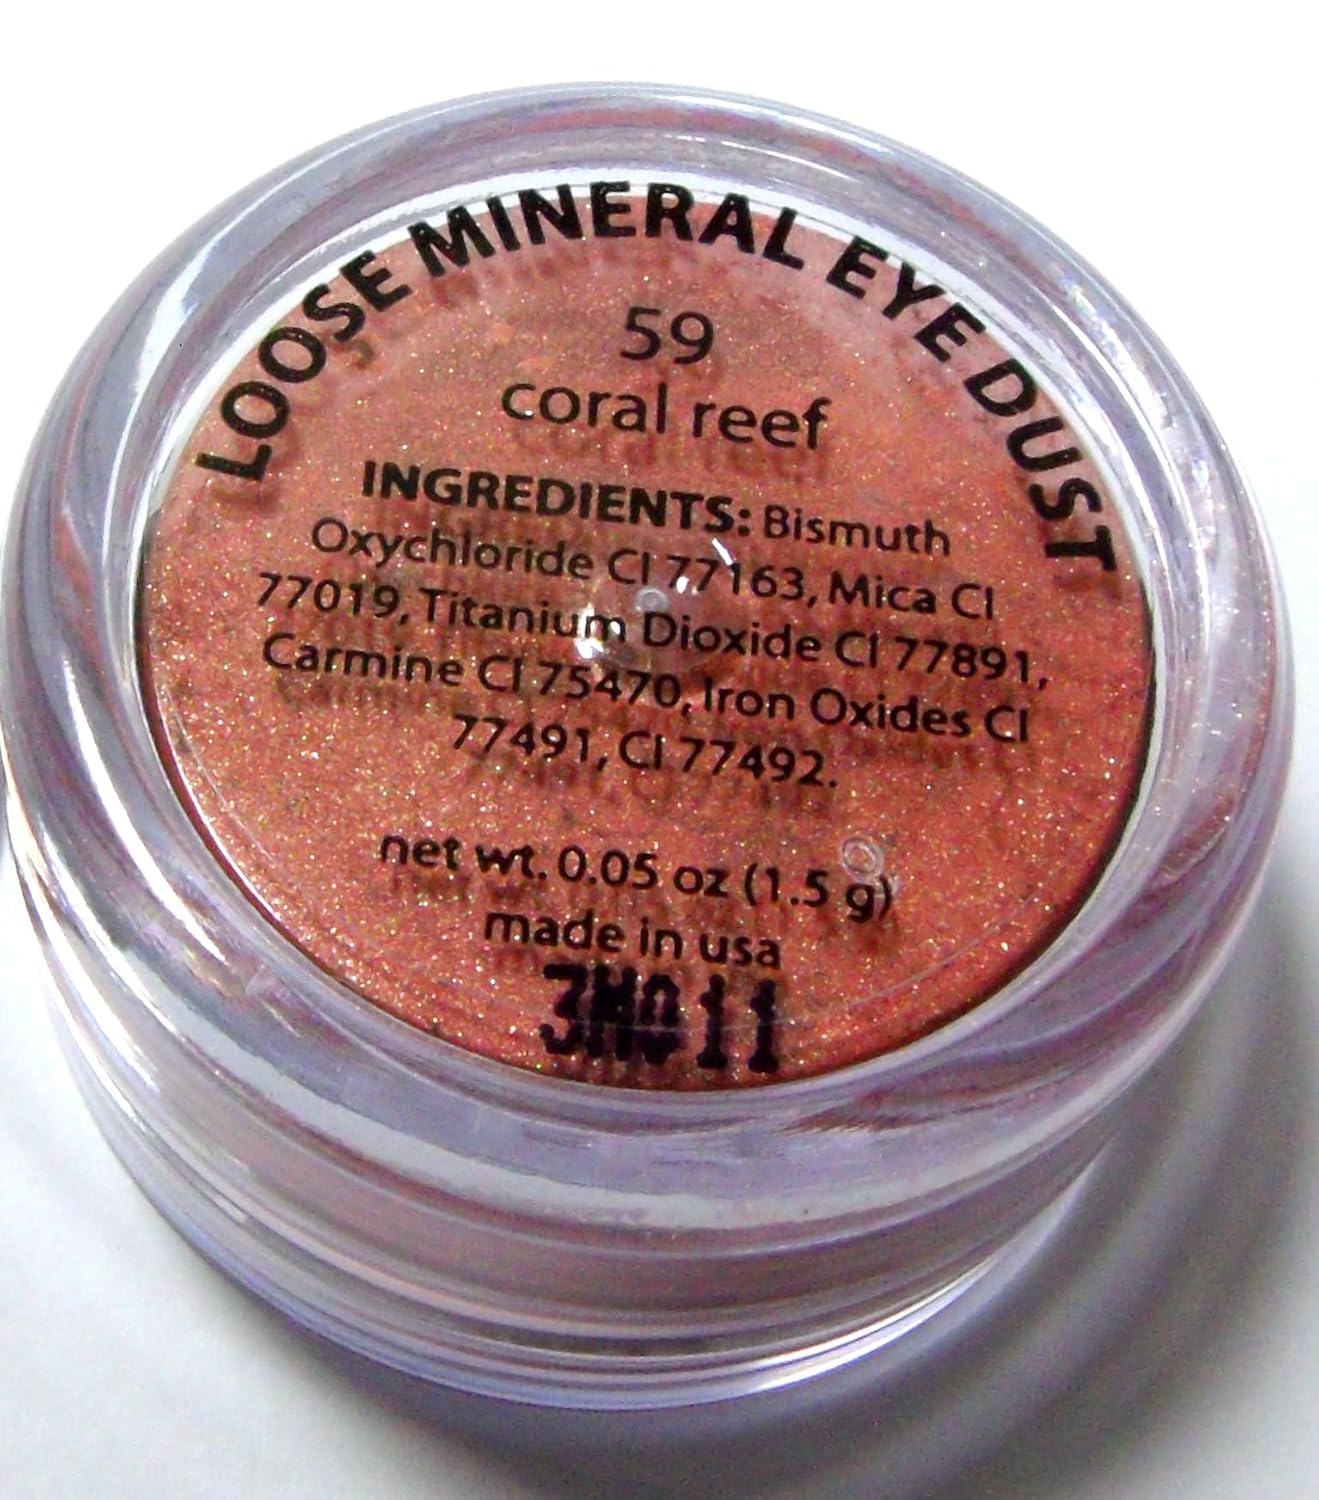 LOOSE MINERAL EYE DUST
59
coral reef
INGREDIENTS: Bismuth
Oxychloride CI 77163, Mica CI
77019, Titanium Dioxide CI 77891,
Carmine CI 75470, Iron Oxides CI
77491, CI 77492.
net wt. 0.05 oz (1.5 g)
made in usa